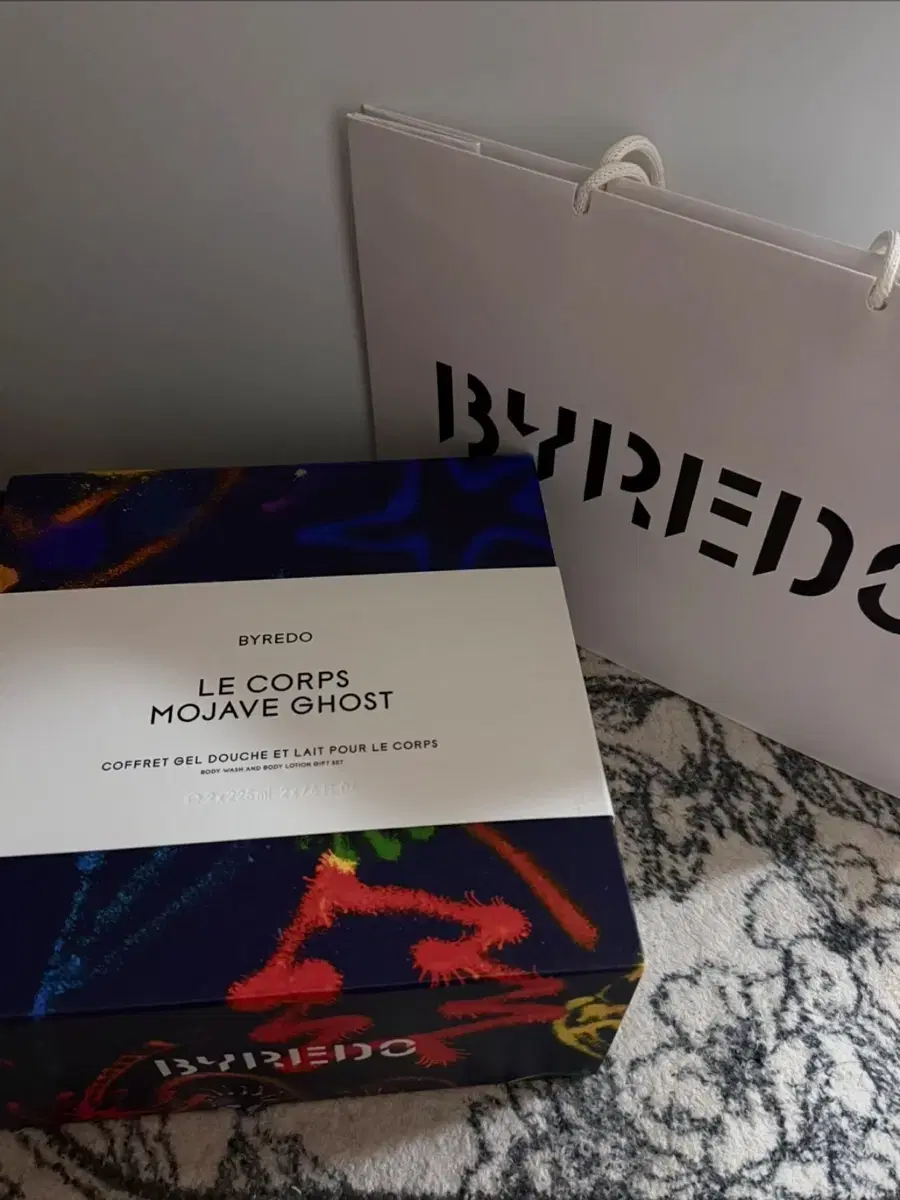 BYREDO
BYREDO
LE CORPS
MOJAVE GHOST
COFFRET GEL DOUCHE ET LAIT POUR LE CORPS
BODY WASH AND BODY LOTION GIFT SET
BYREDO